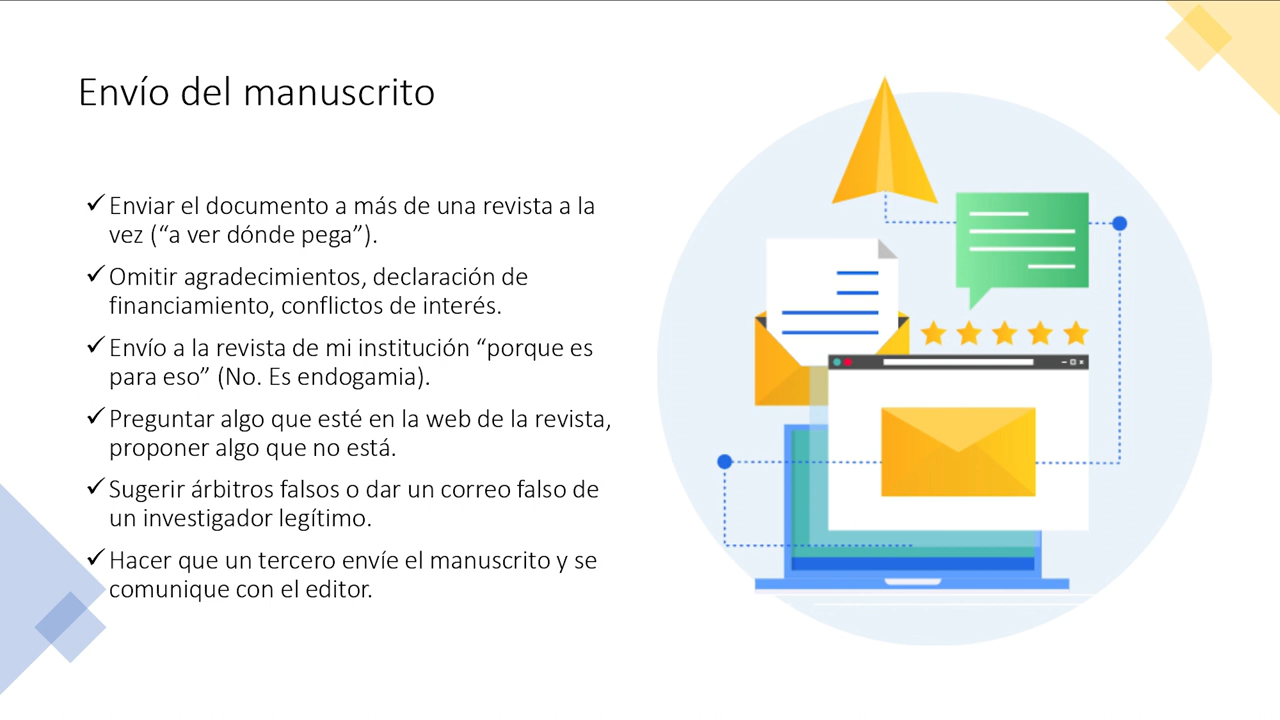 Envío del manuscrito
✓Enviar el documento a más de una revista a la
vez (“a ver dónde pega”).
✓Omitir agradecimientos, declaración de
financiamiento, conflictos de interés.
✓Envío a la revista de mi institución “porque es
para eso” (No. Es endogamia).
✓Preguntar algo que esté en la web de la revista,
proponer algo que no está.
✓Sugerir árbitros falsos o dar un correo falso de
un investigador legítimo.
✓Hacer que un tercero envíe el manuscrito y se
comunique con el editor.